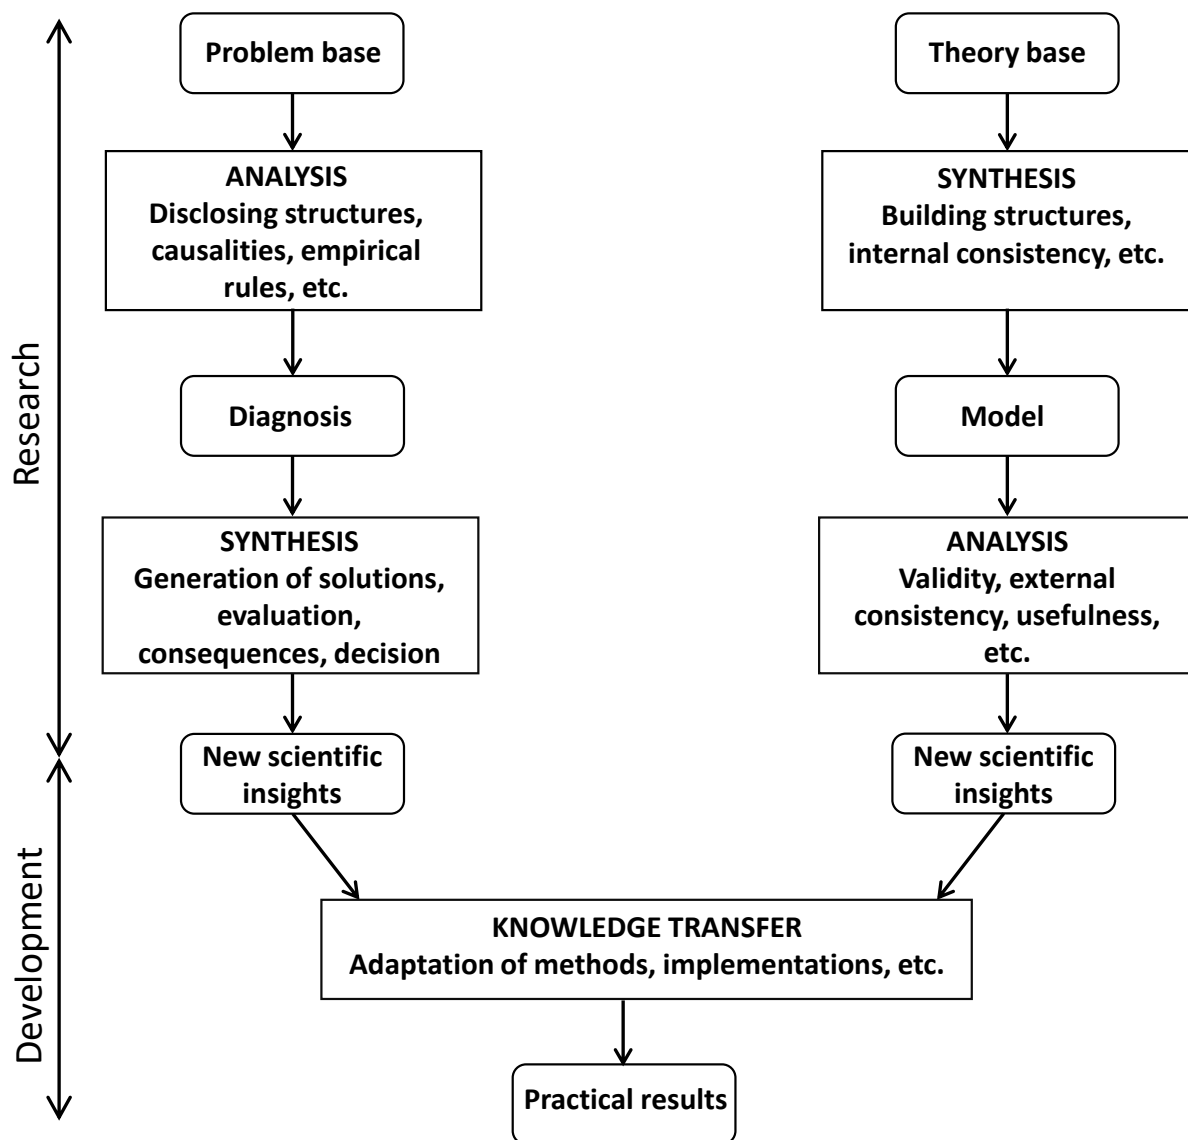 Problem base
Theory base
ANALYSIS
Disclosing structures,
causalities, empirical
rules, etc.
SYNTHESIS
Building structures,
internal consistency, etc.
Research
Diagnosis
Model
SYNTHESIS
Generation of solutions,
evaluation,
consequences, decision
ANALYSIS
Validity, external
consistency, usefulness,
etc.
New scientific
insights
New scientific
insights
Development
KNOWLEDGE TRANSFER
Adaptation of methods, implementations, etc.
Practical results